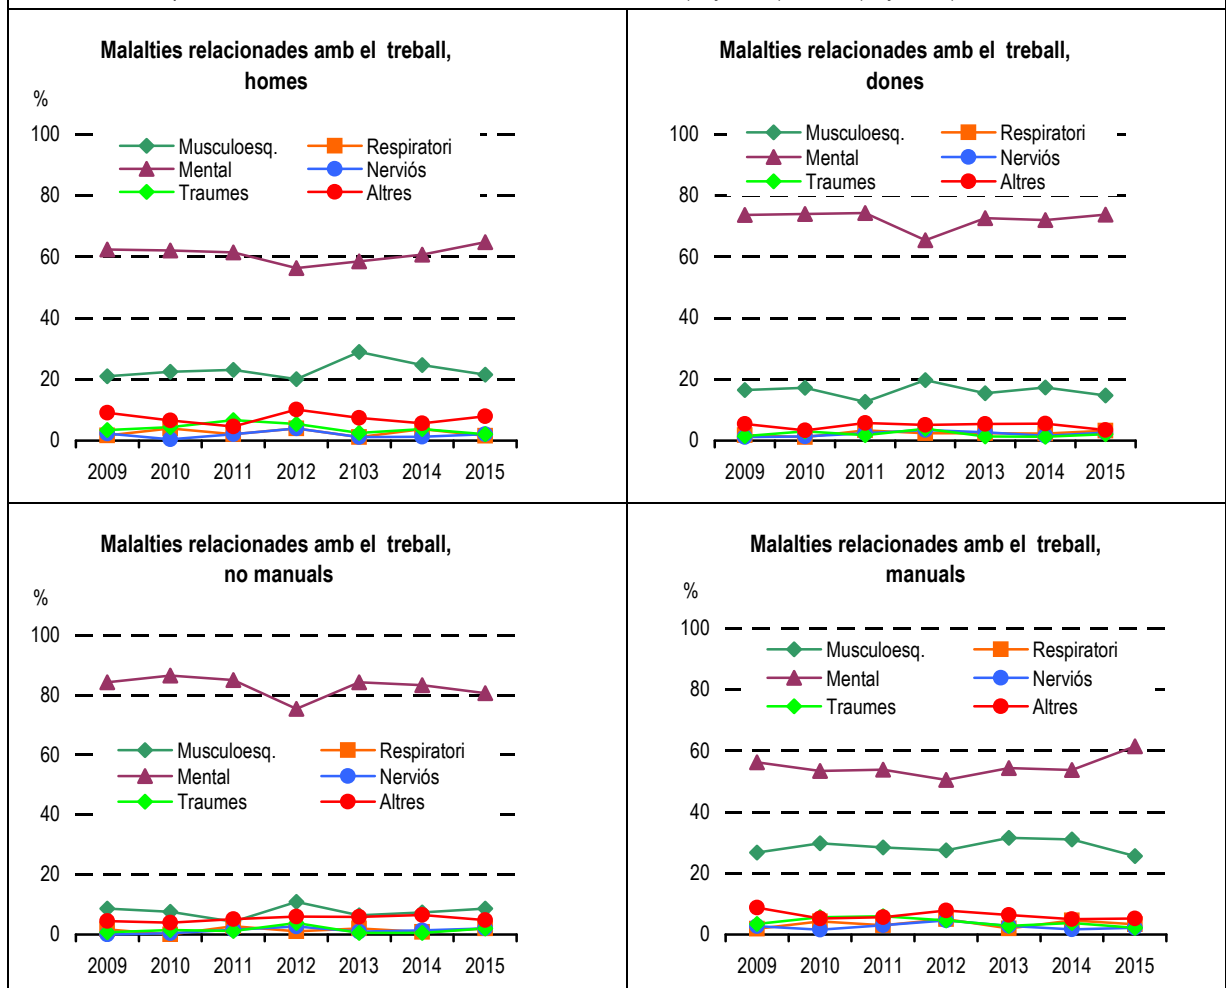 Malalties relacionades amb el treball,
homes
%
100
80
60
40
20
0
Musculoesq.
Respiratori
Mental
Nerviós
Traumes
Altres
2009 2010 2011 2012 2103 2014 2015
Malalties relacionades amb el treball,
dones
100
80
60
40
20
0
Musculoesq.
Respiratori
Mental
Nerviós
Traumes
Altres
2009 2010 2011 2012 2013 2014 2015
Malalties relacionades amb el treball,
no manuals
%
100
80
60
40
20
0
Musculoesq.
Respiratori
Mental
Nerviós
Traumes
Altres
2009 2010 2011 2012 2013 2014 2015
Malalties relacionades amb el treball,
manuals
%
100
80
60
40
20
0
Musculoesq.
Respiratori
Mental
Nerviós
Traumes
Altres
2009 2010 2011 2012 2013 2014 2015